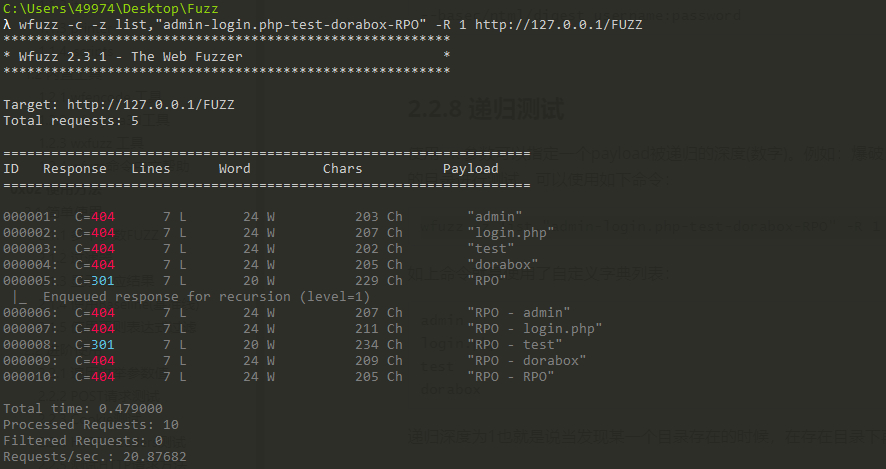 C:\Users\49974\Desktop\Fuzz
λ wfuzz -c -z list,"admin-login.php-test-dorabox-RPO" -R 1 http://127.0.0.1/FUZZ
********************************************************
* Wfuzz 2.3.1 - The Web Fuzzer                         *
********************************************************
Target: http://127.0.0.1/FUZZ
Total requests: 5
==================================================================
ID   Response   Lines      Word         Chars          Payload
==================================================================
000001:  C=404      7 L       24 W          203 Ch        "admin"
000002:  C=404      7 L       24 W          207 Ch        "login.php"
000003:  C=404      7 L       24 W          202 Ch        "test"
000004:  C=404      7 L       24 W          205 Ch        "dorabox"
000005:  C=301      7 L       20 W          229 Ch        "RPO"
|_  Enqueued response for recursion (level=1)
000006:  C=404      7 L       24 W          207 Ch        "RPO - admin"
000007:  C=404      7 L       24 W          211 Ch        "RPO - login.php"
000008:  C=301      7 L       20 W          234 Ch        "RPO - test"
000009:  C=404      7 L       24 W          209 Ch        "RPO - dorabox"
000010:  C=404      7 L       24 W          205 Ch        "RPO - RPO"
Total time: 0.479000
Processed Requests: 10
Filtered Requests: 0
Requests/sec.: 20.87682
2.2.8 递归测试